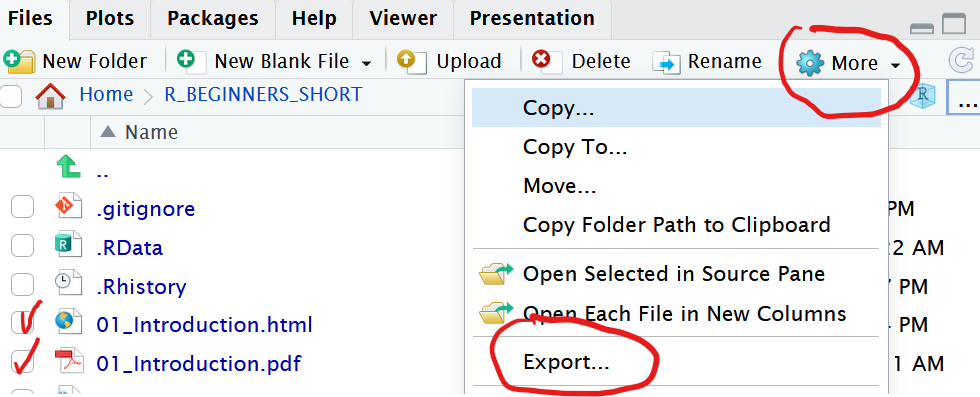 Files Plots Packages Help Viewer Presentation
New Folder New Blank File Upload Delete Rename More
Home R_BEGINNERS_SHORT R ...
Name
Copy...
Copy To...
Move...
Copy Folder Path to Clipboard
Open Selected in Source Pane
Open Each File in New Columns
Export...
..
.gitignore PM
.RData 2 AM
.Rhistory 7 PM
01_Introduction.html PM
01_Introduction.pdf 1 AM